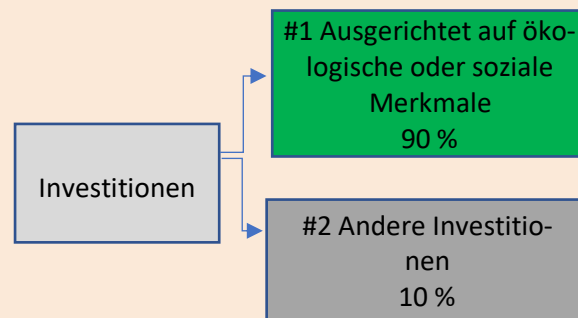 #1 Ausgerichtet auf öko-
logische oder soziale
Merkmale
90 %
Investitionen
#2 Andere Investitio-
nen
10 %